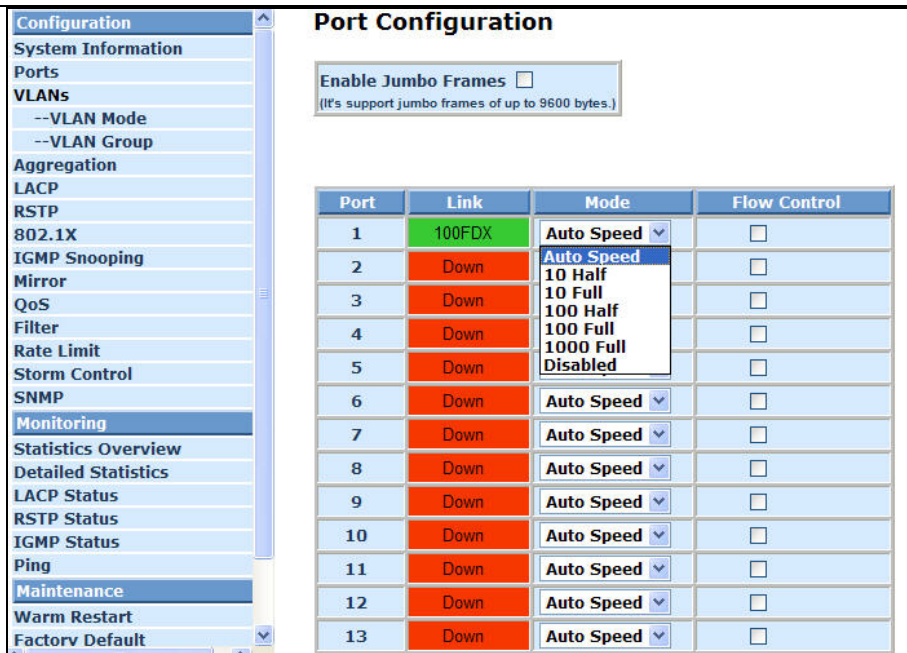 Configuration
System Information
Ports
VLANs
--VLAN Mode
--VLAN Group
Aggregation
LACP
RSTP
802.1X
IGMP Snooping
Mirror
QoS
Filter
Rate Limit
Storm Control
SNMP
Monitoring
Statistics Overview
Detailed Statistics
LACP Status
RSTP Status
IGMP Status
Ping
Maintenance
Warm Restart
Factory Default
Port Configuration
Enable Jumbo Frames
(It's support jumbo frames of up to 9600 bytes.)
Port Link Mode Flow Control
1 100FDX Auto Speed
Auto Speed
10 Half
10 Full
100 Half
100 Full
1000 Full
Disabled
2 Down
3 Down
4 Down
5 Down
6 Down Auto Speed
7 Down Auto Speed
8 Down Auto Speed
9 Down Auto Speed
10 Down Auto Speed
11 Down Auto Speed
12 Down Auto Speed
13 Down Auto Speed